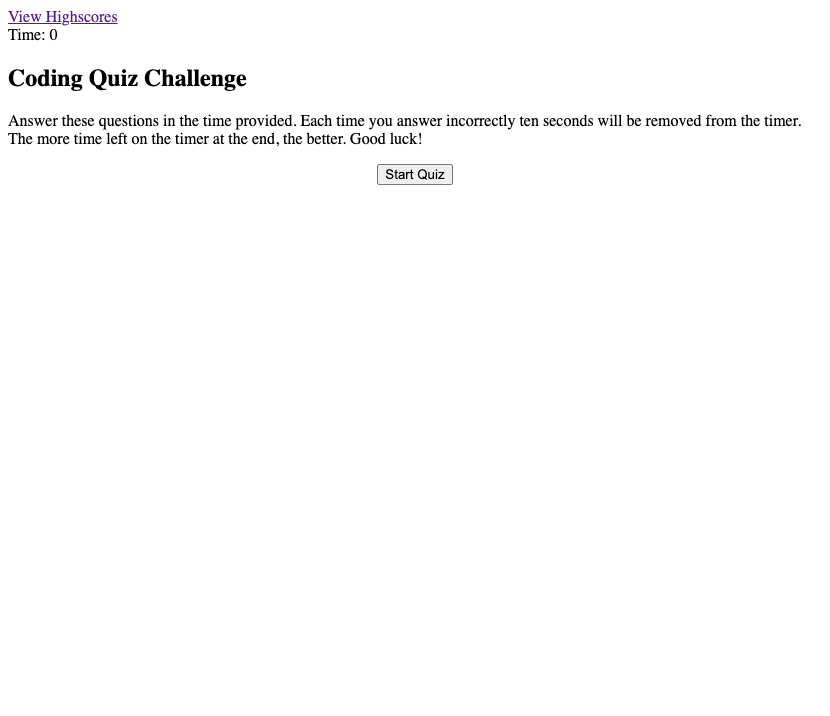 View Highscores
Time: 0
Coding Quiz Challenge
Answer these questions in the time provided. Each time you answer incorrectly ten seconds will be removed from the timer.
The more time left on the timer at the end, the better. Good luck!
Start Quiz